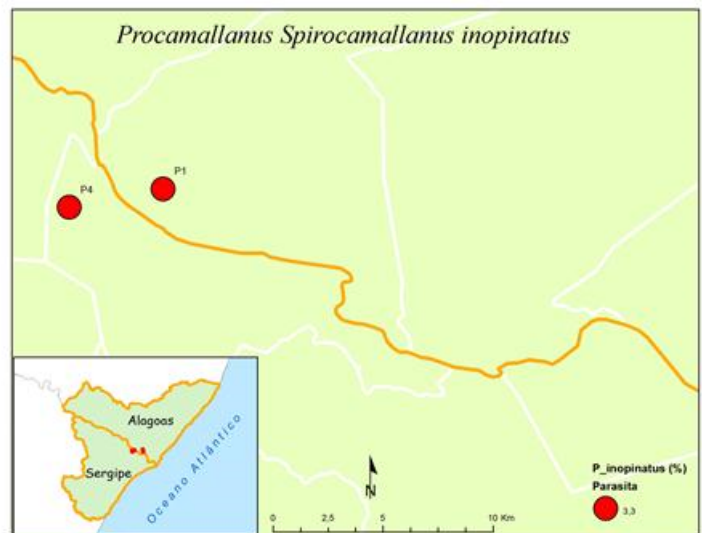 Procamallanus Spirocamallanus inopinatus
P1
P4
Alagoas
Sergipe
Oceano Atlântico
N
0 2,5 5 10 Km
P_inopinatus (%)
Parasita
3,3